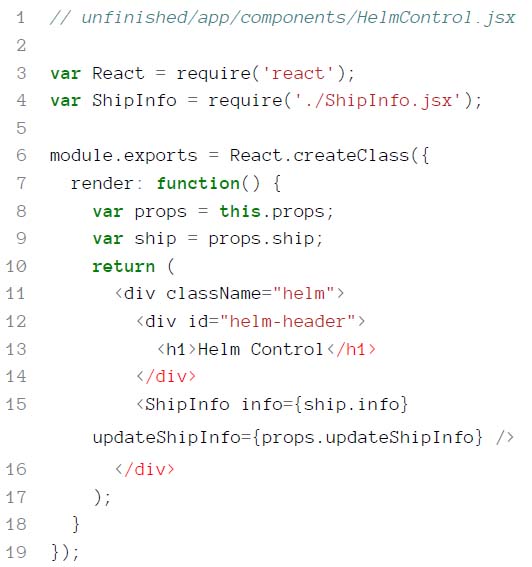 1 // unfinished/app/components/HelmControl.jsx
2
3 var React = require('react');
4 var ShipInfo = require('./ShipInfo.jsx');
5
6 module.exports = React.createClass({
7   render: function() {
8     var props = this.props;
9     var ship = props.ship;
10     return (
11       <div className="helm">
12         <div id="helm-header">
13           <h1>Helm Control</h1>
14         </div>
15         <ShipInfo info={ship.info}
     updateShipInfo={props.updateShipInfo} />
16       </div>
17     );
18   }
19 });